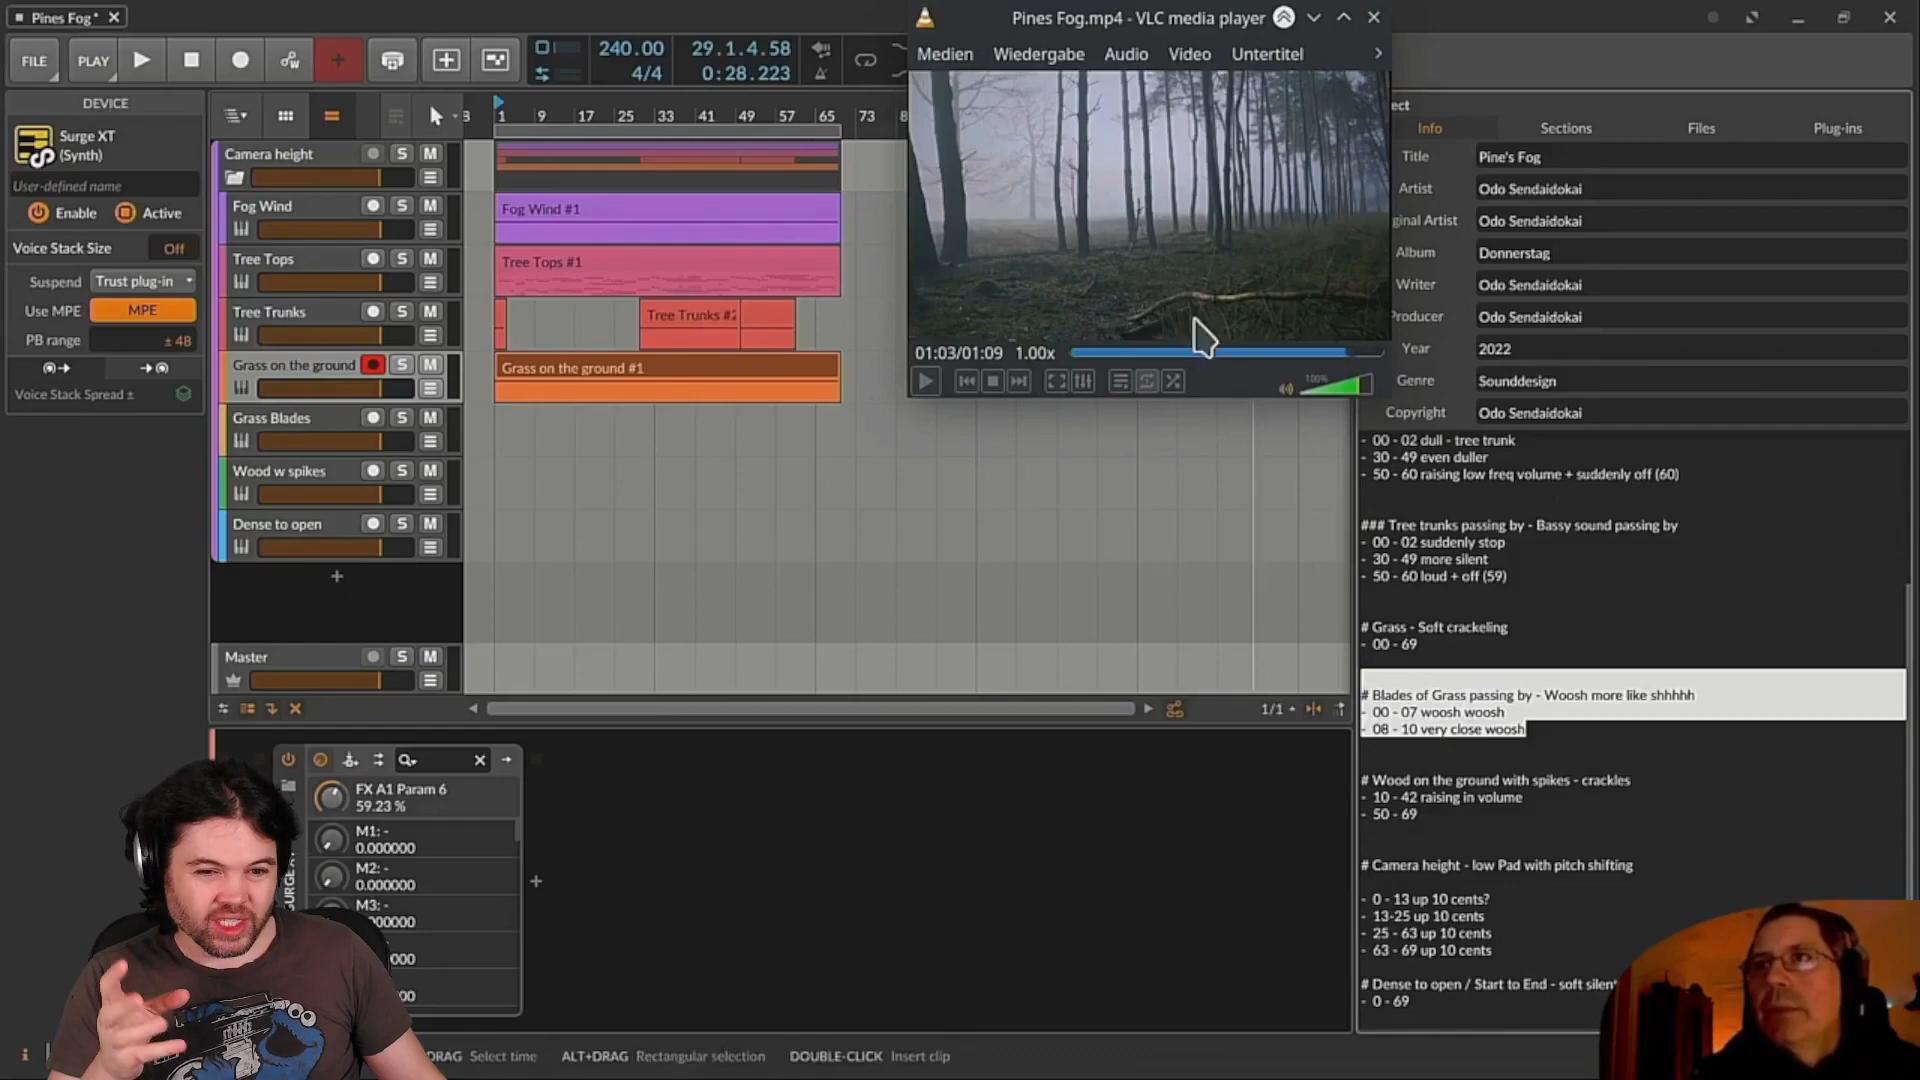 Pines Fog*
Pines Fog.mp4 - VLC media player
FILE
PLAY
240.00
4/4
29.1.4.58
0:28.223
Medien Wiedergabe Audio Video Untertitel
DEVICE
Surge XT
(Synth)
User-defined name
Enable Active
Voice Stack Size Off
Suspend Trust plug-in
Use MPE MPE
PB range ± 48
Voice Stack Spread ±
1 9 17 25 33 41 49 57 65 73
Camera height S M
Fog Wind S M
Fog Wind #1
Tree Tops S M
Tree Tops #1
Tree Trunks S M
Tree Trunks #2
Grass on the ground S M
Grass on the ground #1
Grass Blades S M
Wood w spikes S M
Dense to open S M
Master S M
1/1
01:03/01:09 1.00x
100%
ect
Info Sections Files Plug-ins
Title Pine's Fog
Artist Odo Sendaidokai
ginal Artist Odo Sendaidokai
Album Donnerstag
Writer Odo Sendaidokai
Producer Odo Sendaidokai
Year 2022
Genre Sounddesign
Copyright Odo Sendaidokai
- 00 - 02 dull - tree trunk
- 30 - 49 even duller
- 50 - 60 raising low freq volume + suddenly off (60)
### Tree trunks passing by - Bassy sound passing by
- 00 - 02 suddenly stop
- 30 - 49 more silent
- 50 - 60 loud + off (59)
# Grass - Soft crackeling
- 00 - 69
# Blades of Grass passing by - Woosh more like shhhhh
- 00 - 07 woosh woosh
- 08 - 10 very close woosh
# Wood on the ground with spikes - crackles
- 10 - 42 raising in volume
- 50 - 69
# Camera height - low Pad with pitch shifting
- 0 - 13 up 10 cents?
- 13-25 up 10 cents
- 25 - 63 up 10 cents
- 63 - 69 up 10 cents
# Dense to open / Start to End - soft silen
- 0 - 69
FX A1 Param 6
59.23 %
M1: -
0.000000
M2: -
0.000000
M3: -
000000
000
00
DRAG Select time ALT+DRAG Rectangular selection DOUBLE-CLICK Insert clip